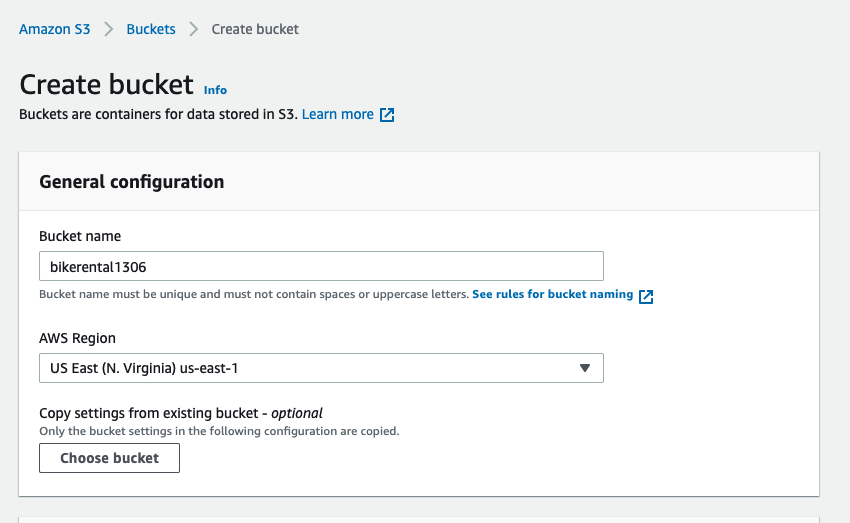 Amazon S3 > Buckets > Create bucket
Create bucket Info
Buckets are containers for data stored in S3. Learn more
General configuration
Bucket name
bikerental1306
Bucket name must be unique and must not contain spaces or uppercase letters. See rules for bucket naming
AWS Region
US East (N. Virginia) us-east-1
Copy settings from existing bucket - optional
Only the bucket settings in the following configuration are copied.
Choose bucket